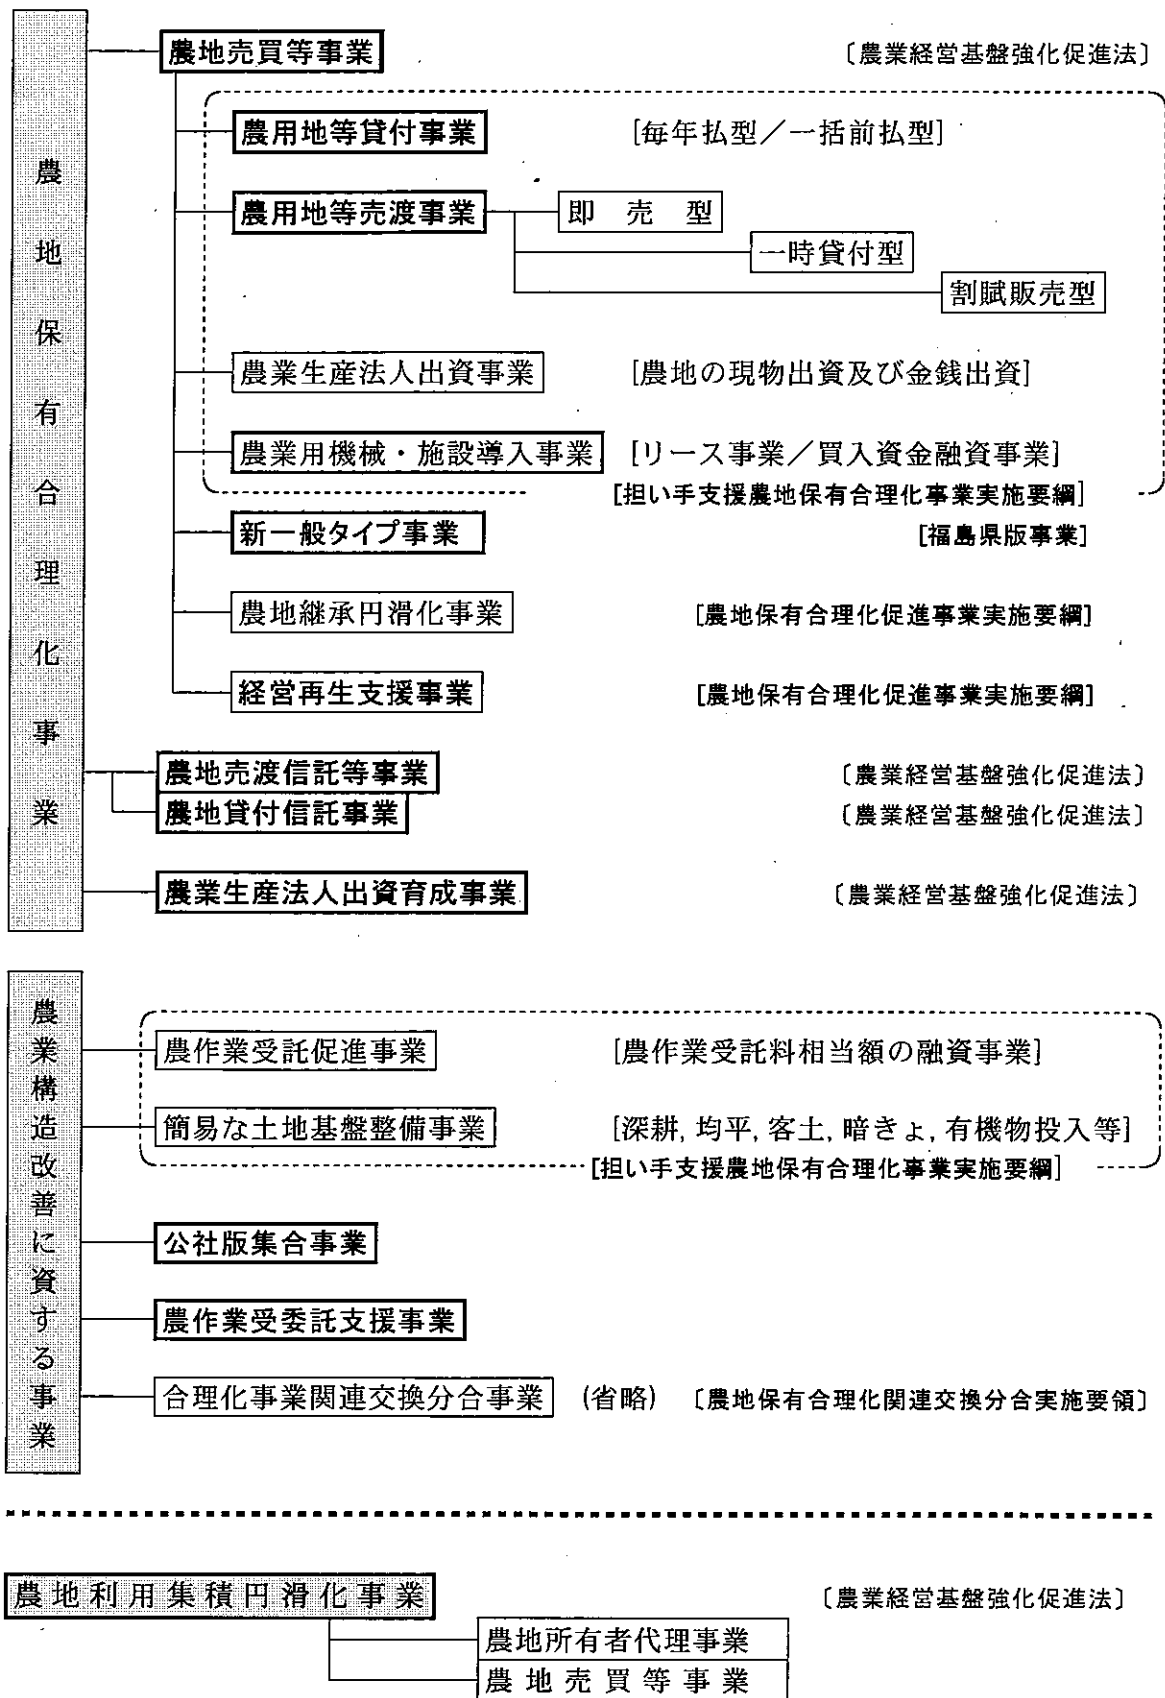 農地保有合理化事業
農地売買等事業 〔農業経営基盤強化促進法〕
農用地等貸付事業 [毎年払型／一括前払型]
農用地等売渡事業 即売型
一時貸付型
割賦販売型
農業生産法人出資事業 [農地の現物出資及び金銭出資]
農業用機械・施設導入事業 [リース事業／買入資金融資事業]
[担い手支援農地保有合理化事業実施要綱]
新一般タイプ事業 [福島県版事業]
農地継承円滑化事業 [農地保有合理化促進事業実施要綱]
経営再生支援事業 [農地保有合理化促進事業実施要綱]
農地売渡信託等事業 〔農業経営基盤強化促進法〕
農地貸付信託事業 〔農業経営基盤強化促進法〕
農業生産法人出資育成事業 〔農業経営基盤強化促進法〕
農業構造改善に資する事業
農作業受託促進事業 [農作業受託料相当額の融資事業]
簡易な土地基盤整備事業 [深耕, 均平, 客土, 暗きょ, 有機物投入等]
[担い手支援農地保有合理化事業実施要綱]
公社版集合事業
農作業受委託支援事業
合理化事業関連交換分合事業 (省略) 〔農地保有合理化関連交換分合実施要領〕
農地利用集積円滑化事業 〔農業経営基盤強化促進法〕
農地所有者代理事業
農地売買等事業